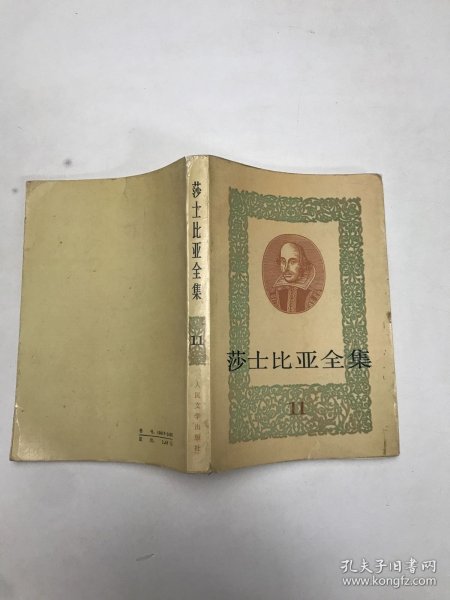 莎士比亚全集
11
人民文学出版社
莎士比亚全集
11
孔夫子旧书网
www.kongfz.com